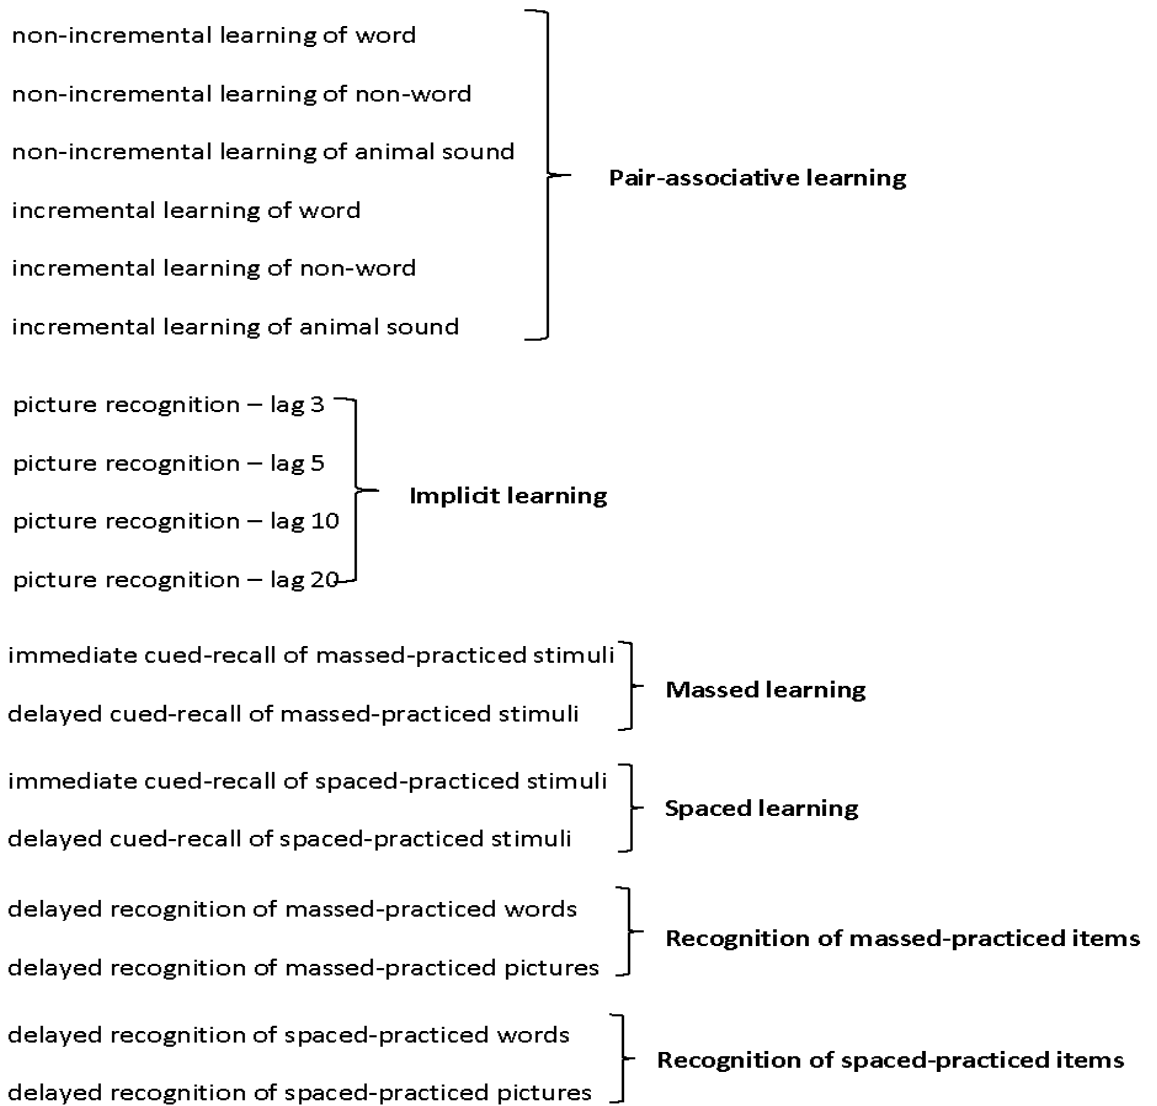 non-incremental learning of word
non-incremental learning of non-word
non-incremental learning of animal sound
Pair-associative learning
incremental learning of word
incremental learning of non-word
incremental learning of animal sound
picture recognition – lag 3
picture recognition – lag 5
Implicit learning
picture recognition – lag 10
picture recognition – lag 20
immediate cued-recall of massed-practiced stimuli
Massed learning
delayed cued-recall of massed-practiced stimuli
immediate cued-recall of spaced-practiced stimuli
Spaced learning
delayed cued-recall of spaced-practiced stimuli
delayed recognition of massed-practiced words
Recognition of massed-practiced items
delayed recognition of massed-practiced pictures
delayed recognition of spaced-practiced words
Recognition of spaced-practiced items
delayed recognition of spaced-practiced pictures